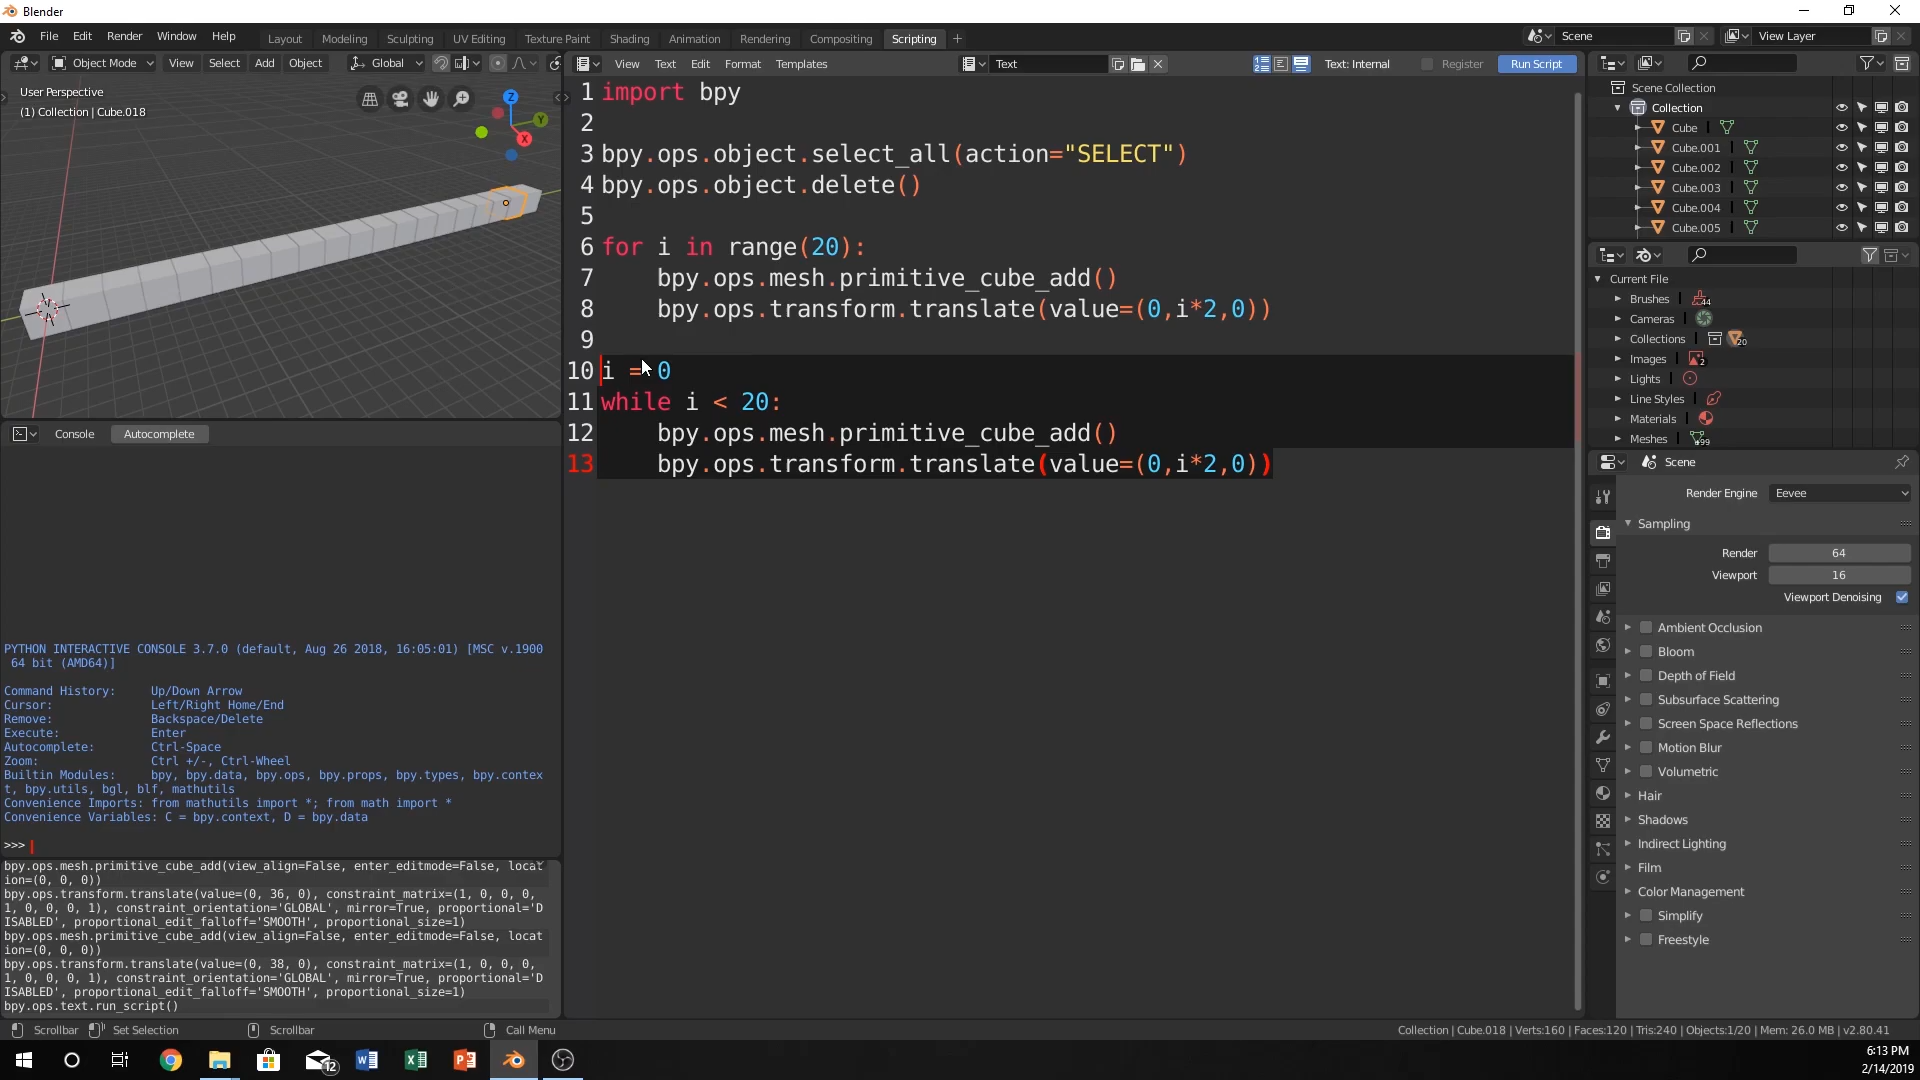 Blender
File Edit Render Window Help
Layout Modeling Sculpting UV Editing Texture Paint Shading Animation Rendering Compositing Scripting
Scene
View Layer
Object Mode View Select Add Object Global
View Text Edit Format Templates
Text
Text: Internal
Register
Run Script
User Perspective
(1) Collection | Cube.018
Z
Y
X
1 import bpy
2
3 bpy.ops.object.select_all(action="SELECT")
4 bpy.ops.object.delete()
5
6 for i in range(20):
7 bpy.ops.mesh.primitive_cube_add()
8 bpy.ops.transform.translate(value=(0,i*2,0))
9
10 i = 0
11 while i < 20:
12 bpy.ops.mesh.primitive_cube_add()
13 bpy.ops.transform.translate(value=(0,i*2,0))
Console Autocomplete
PYTHON INTERACTIVE CONSOLE 3.7.0 (default, Aug 26 2018, 16:05:01) [MSC v.1900
64 bit (AMD64)]
Command History: Up/Down Arrow
Cursor: Left/Right Home/End
Remove: Backspace/Delete
Execute: Enter
Autocomplete: Ctrl-Space
Zoom: Ctrl +/-, Ctrl-Wheel
Builtin Modules: bpy, bpy.data, bpy.ops, bpy.props, bpy.types, bpy.contex
t, bpy.utils, bgl, blf, mathutils
Convenience Imports: from mathutils import *; from math import *
Convenience Variables: C = bpy.context, D = bpy.data
>>>
bpy.ops.mesh.primitive_cube_add(view_align=False, enter_editmode=False, locat
ion=(0, 0, 0))
bpy.ops.transform.translate(value=(0, 36, 0), constraint_matrix=(1, 0, 0, 0,
1, 0, 0, 0, 1), constraint_orientation='GLOBAL', mirror=True, proportional='D
ISABLED', proportional_edit_falloff='SMOOTH', proportional_size=1)
bpy.ops.mesh.primitive_cube_add(view_align=False, enter_editmode=False, locat
ion=(0, 0, 0))
bpy.ops.transform.translate(value=(0, 38, 0), constraint_matrix=(1, 0, 0, 0,
1, 0, 0, 0, 1), constraint_orientation='GLOBAL', mirror=True, proportional='D
ISABLED', proportional_edit_falloff='SMOOTH', proportional_size=1)
bpy.ops.text.run_script()
Scene Collection
Collection
Cube
Cube.001
Cube.002
Cube.003
Cube.004
Cube.005
Current File
Brushes 44
Cameras
Collections 20
Images 2
Lights
Line Styles
Materials
Meshes 99
Scene
Render Engine Eevee
Sampling
Render 64
Viewport 16
Viewport Denoising
Ambient Occlusion
Bloom
Depth of Field
Subsurface Scattering
Screen Space Reflections
Motion Blur
Volumetric
Hair
Shadows
Indirect Lighting
Film
Color Management
Simplify
Freestyle
Scrollbar Set Selection Scrollbar Call Menu
Collection | Cube.018 | Verts:160 | Faces:120 | Tris:240 | Objects:1/20 | Mem: 26.0 MB | v2.80.41
12
6:13 PM
2/14/2019